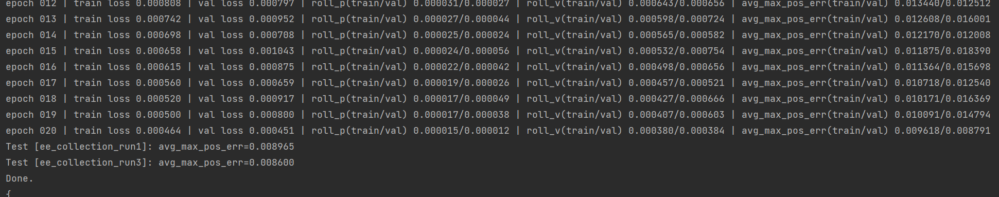 epoch 012 | train loss 0.000808 | val loss 0.000797 | roll_p(train/val) 0.000031/0.000027 | roll_v(train/val) 0.000643/0.000656 | avg_max_pos_err(train/val) 0.013440/0.012512
epoch 013 | train loss 0.000742 | val loss 0.000952 | roll_p(train/val) 0.000027/0.000044 | roll_v(train/val) 0.000598/0.000724 | avg_max_pos_err(train/val) 0.012608/0.016001
epoch 014 | train loss 0.000698 | val loss 0.000708 | roll_p(train/val) 0.000025/0.000024 | roll_v(train/val) 0.000565/0.000582 | avg_max_pos_err(train/val) 0.012170/0.012008
epoch 015 | train loss 0.000658 | val loss 0.001043 | roll_p(train/val) 0.000024/0.000056 | roll_v(train/val) 0.000532/0.000754 | avg_max_pos_err(train/val) 0.011875/0.018390
epoch 016 | train loss 0.000615 | val loss 0.000875 | roll_p(train/val) 0.000022/0.000042 | roll_v(train/val) 0.000498/0.000656 | avg_max_pos_err(train/val) 0.011364/0.015698
epoch 017 | train loss 0.000560 | val loss 0.000659 | roll_p(train/val) 0.000019/0.000026 | roll_v(train/val) 0.000457/0.000521 | avg_max_pos_err(train/val) 0.010718/0.012540
epoch 018 | train loss 0.000520 | val loss 0.000917 | roll_p(train/val) 0.000017/0.000049 | roll_v(train/val) 0.000427/0.000666 | avg_max_pos_err(train/val) 0.010171/0.016369
epoch 019 | train loss 0.000500 | val loss 0.000800 | roll_p(train/val) 0.000017/0.000038 | roll_v(train/val) 0.000407/0.000603 | avg_max_pos_err(train/val) 0.010091/0.014794
epoch 020 | train loss 0.000464 | val loss 0.000451 | roll_p(train/val) 0.000015/0.000012 | roll_v(train/val) 0.000380/0.000384 | avg_max_pos_err(train/val) 0.009618/0.008791
Test [ee_collection_run1]: avg_max_pos_err=0.008965
Test [ee_collection_run3]: avg_max_pos_err=0.008600
Done.
{